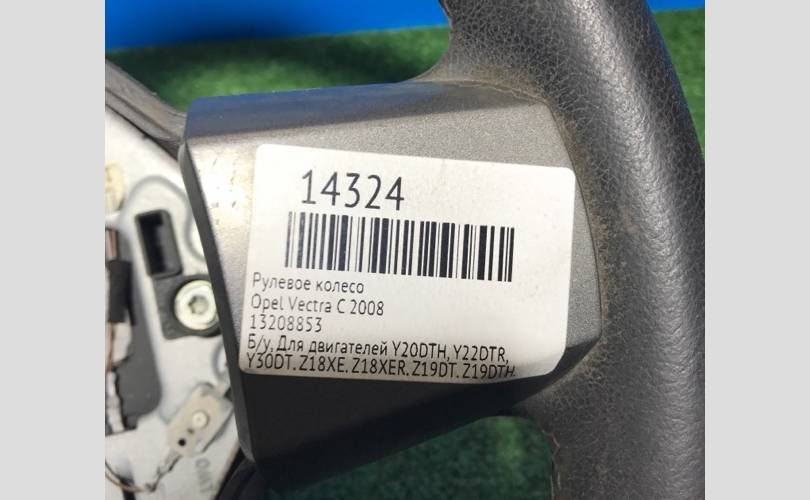 14324
Рулевое колесо
Opel Vectra C 2008
13208853
Б/у, Для двигателей Y20DTH, Y22DTR,
Y30DT, Z18XE, Z18XER, Z19DT, Z19DTH,